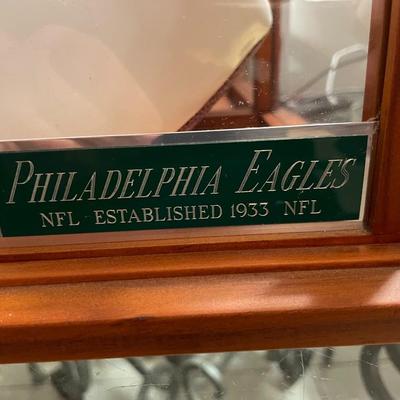 PHILADELPHIA EAGLES
NFL ESTABLISHED 1933 NFL